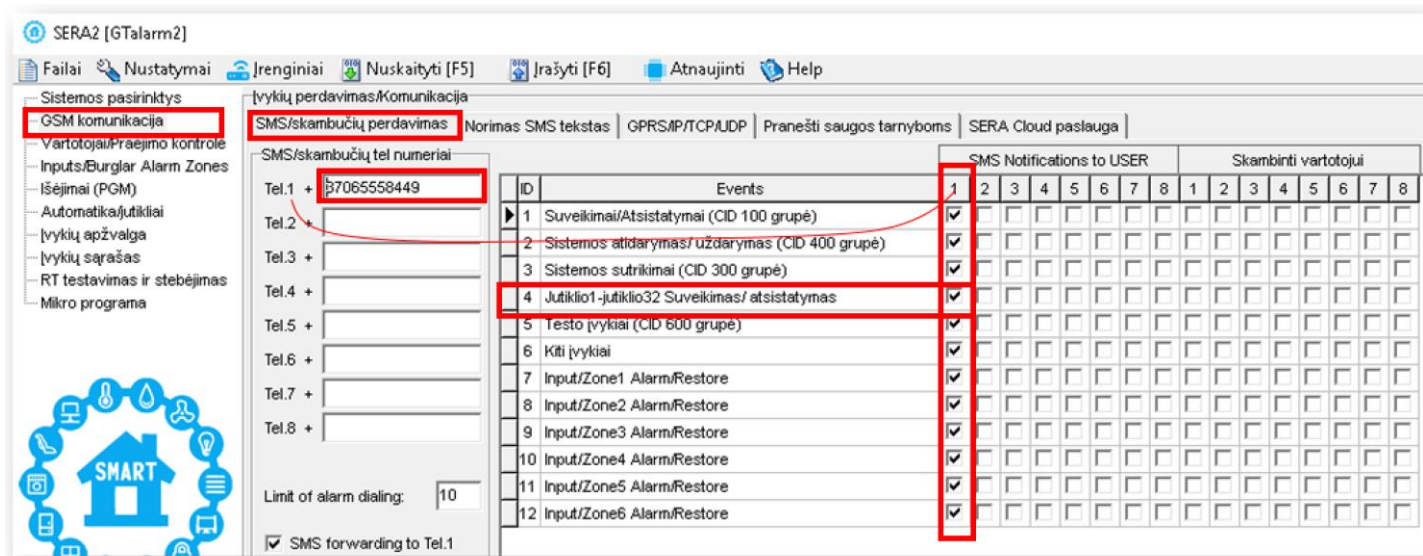 SERA2 [GTalarm2]
Failai Nustatymai Įrenginiai Nuskaityti [F5] Įrašyti [F6] Atnaujinti Help
Sistemos pasirinktys
GSM komunikacija
Vartotojai/Praėjimo kontrolė
Inputs/Burglar Alarm Zones
Išėjimai (PGM)
Automatika/jutikliai
Įvykių apžvalga
Įvykių sąrašas
RT testavimas ir stebėjimas
Mikro programa
SMART
Įvykių perdavimas/Komunikacija
SMS/skambučių perdavimas Norimas SMS tekstas GPRS/IP/TCP/UDP Pranešti saugos tarnyboms SERA Cloud paslauga
SMS/skambučių tel numeriai
Tel.1 + 37065558449
Tel.2 +
Tel.3 +
Tel.4 +
Tel.5 +
Tel.6 +
Tel.7 +
Tel.8 +
Limit of alarm dialing: 10
SMS forwarding to Tel.1
SMS Notifications to USER Skambinti vartotojui
ID Events 1 2 3 4 5 6 7 8 1 2 3 4 5 6 7 8
1 Suveikimai/Atsistatymai (CID 100 grupė)
2 Sistemos atidarymas/ uždarymas (CID 400 grupė)
3 Sistemos sutrikimai (CID 300 grupė)
4 Jutiklio1-jutiklio32 Suveikimas/ atsistatymas
5 Testo įvykiai (CID 600 grupė)
6 Kiti įvykiai
7 Input/Zone1 Alarm/Restore
8 Input/Zone2 Alarm/Restore
9 Input/Zone3 Alarm/Restore
10 Input/Zone4 Alarm/Restore
11 Input/Zone5 Alarm/Restore
12 Input/Zone6 Alarm/Restore